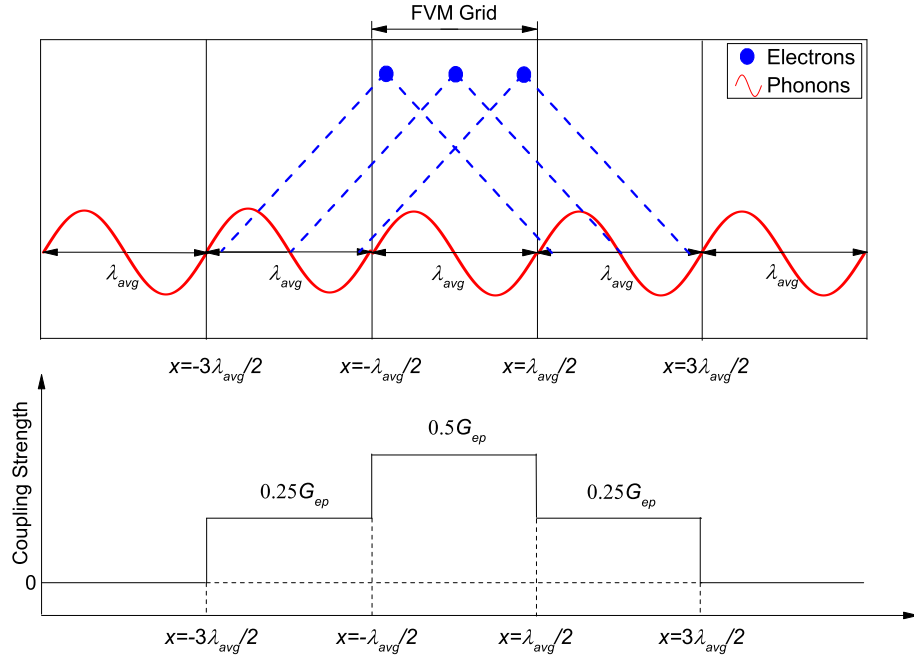 FVM Grid
Electrons
Phonons
λavg λavg λavg λavg λavg
x=-3λavg/2 x=-λavg/2 x=λavg/2 x=3λavg/2
Coupling Strength
0.5Gep
0.25Gep 0.25Gep
0
x=-3λavg/2 x=-λavg/2 x=λavg/2 x=3λavg/2